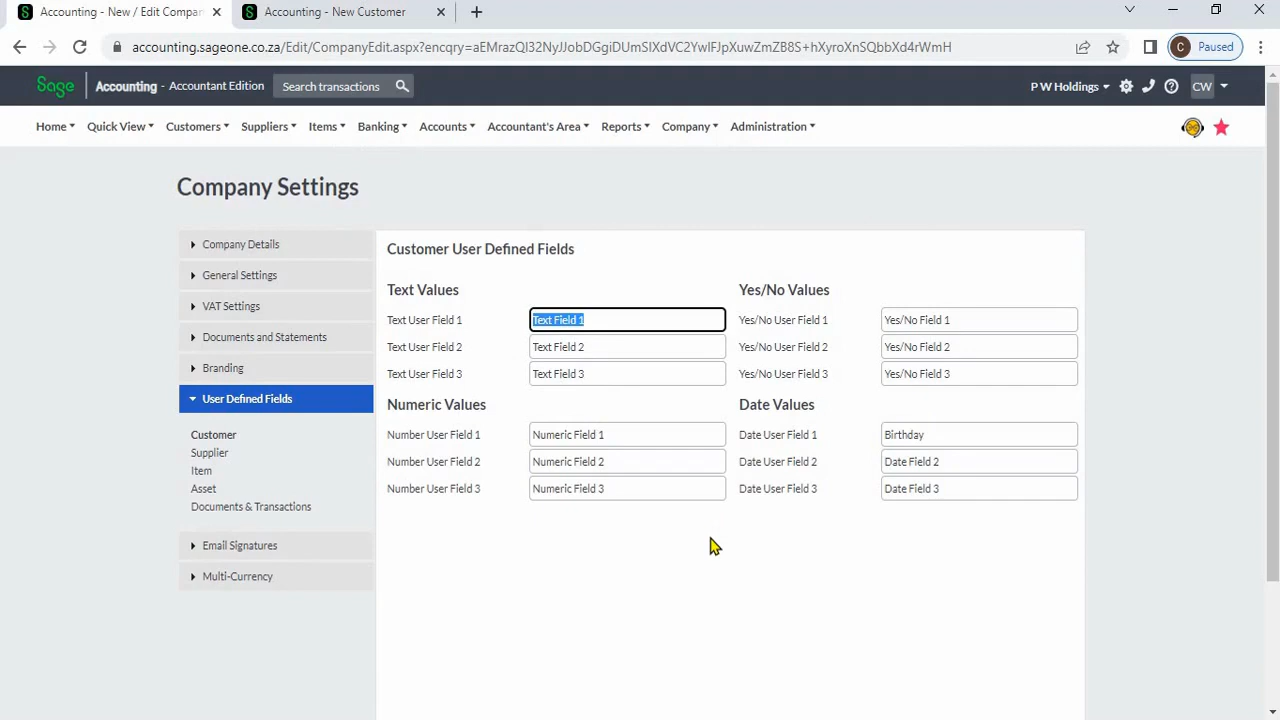 Accounting - New / Edit Compar
Accounting - New Customer
accounting.sageone.co.za/Edit/CompanyEdit.aspx?encqry=aEMrazQI32NyJJobDGgiDUmSIXdVC2YwIFJpXuwZmZB8S+hXyroXnSQbbXd4rWmH
C Paused
Sage Accounting - Accountant Edition Search transactions
P W Holdings CW
Home Quick View Customers Suppliers Items Banking Accounts Accountant's Area Reports Company Administration
Company Settings
Company Details
General Settings
VAT Settings
Documents and Statements
Branding
User Defined Fields
Customer
Supplier
Item
Asset
Documents & Transactions
Email Signatures
Multi-Currency
Customer User Defined Fields
Text Values
Text User Field 1 Text Field 1
Text User Field 2 Text Field 2
Text User Field 3 Text Field 3
Yes/No Values
Yes/No User Field 1 Yes/No Field 1
Yes/No User Field 2 Yes/No Field 2
Yes/No User Field 3 Yes/No Field 3
Numeric Values
Number User Field 1 Numeric Field 1
Number User Field 2 Numeric Field 2
Number User Field 3 Numeric Field 3
Date Values
Date User Field 1 Birthday
Date User Field 2 Date Field 2
Date User Field 3 Date Field 3